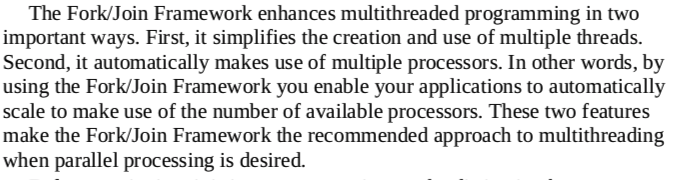 The Fork/Join Framework enhances multithreaded programming in two
important ways. First, it simplifies the creation and use of multiple threads.
Second, it automatically makes use of multiple processors. In other words, by
using the Fork/Join Framework you enable your applications to automatically
scale to make use of the number of available processors. These two features
make the Fork/Join Framework the recommended approach to multithreading
when parallel processing is desired.